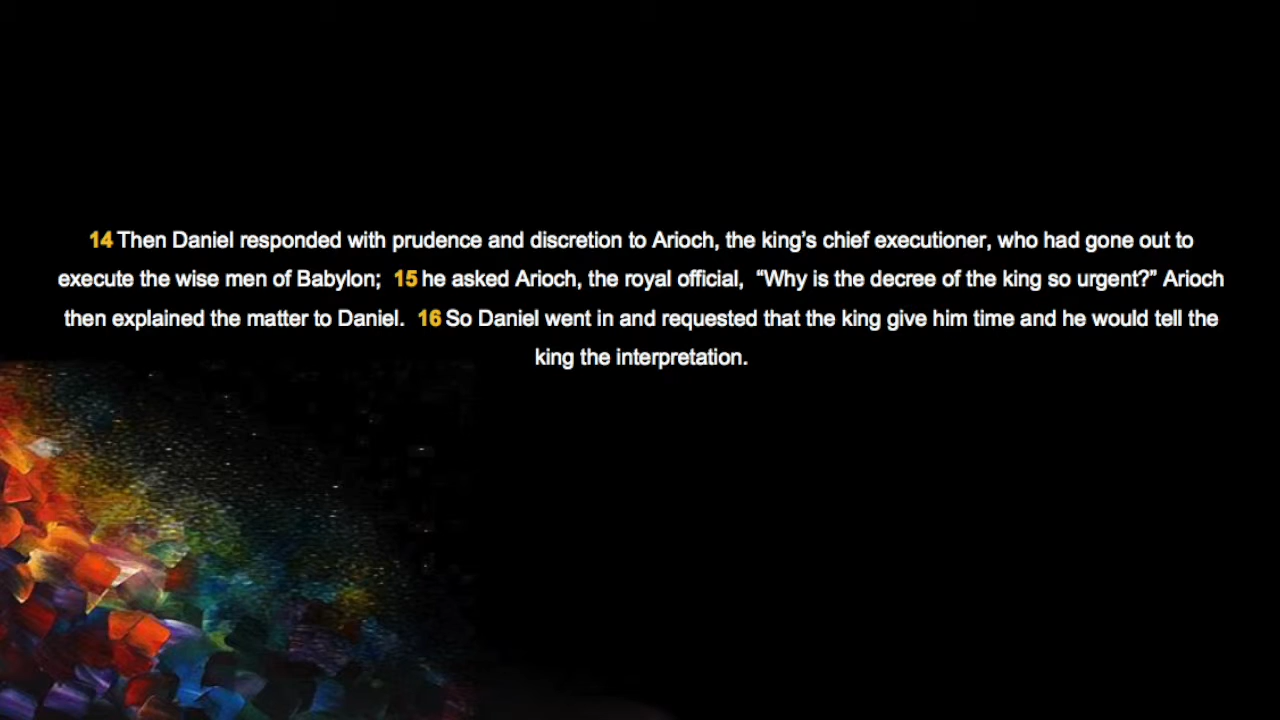 14 Then Daniel responded with prudence and discretion to Arioch, the king’s chief executioner, who had gone out to
execute the wise men of Babylon;  15 he asked Arioch, the royal official,  “Why is the decree of the king so urgent?” Arioch
then explained the matter to Daniel.  16 So Daniel went in and requested that the king give him time and he would tell the
king the interpretation.